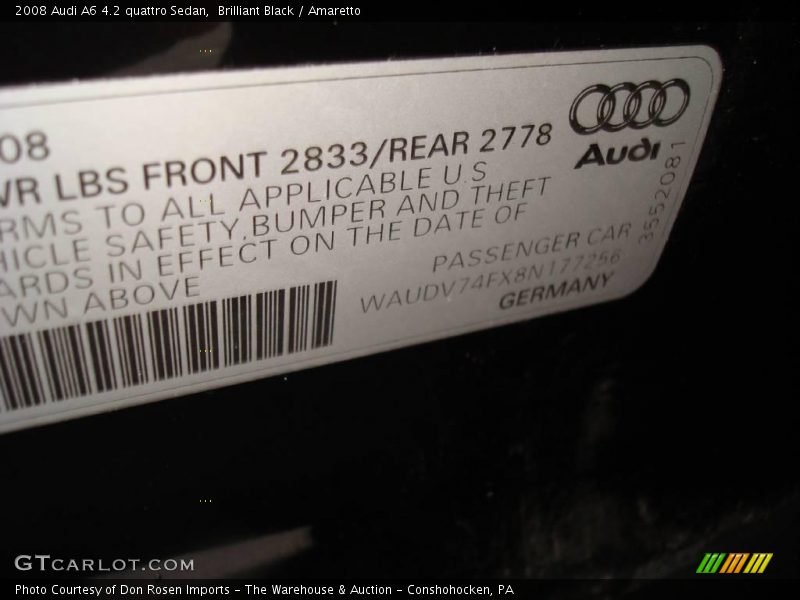 2008 Audi A6 4.2 quattro Sedan,  Brilliant Black / Amaretto
08
WR LBS FRONT 2833/REAR 2778
RMS TO ALL APPLICABLE U.S
HICLE SAFETY, BUMPER AND THEFT
ARDS IN EFFECT ON THE DATE OF
WN ABOVE
PASSENGER CAR
WAUDV74FX8N177256
GERMANY
Audi
3552081
GTCARLOT.COM
Photo Courtesy of Don Rosen Imports - The Warehouse & Auction - Conshohocken, PA